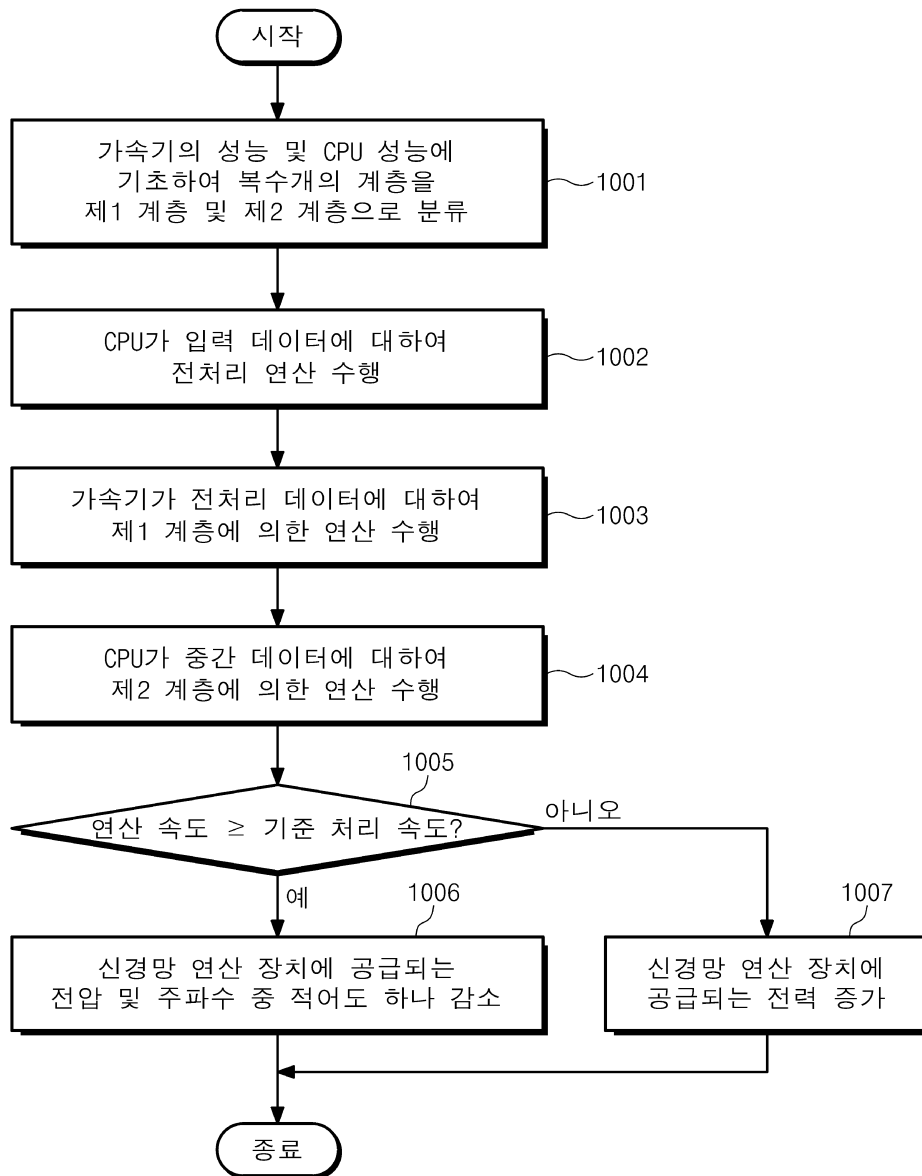 시작
가속기의 성능 및 CPU 성능에
기초하여 복수개의 계층을
제1 계층 및 제2 계층으로 분류
1001
CPU가 입력 데이터에 대하여
전처리 연산 수행
1002
가속기가 전처리 데이터에 대하여
제1 계층에 의한 연산 수행
1003
CPU가 중간 데이터에 대하여
제2 계층에 의한 연산 수행
1004
1005
연산 속도 ≥ 기준 처리 속도?
아니오
예
1006
신경망 연산 장치에 공급되는
전압 및 주파수 중 적어도 하나 감소
1007
신경망 연산 장치에
공급되는 전력 증가
종료